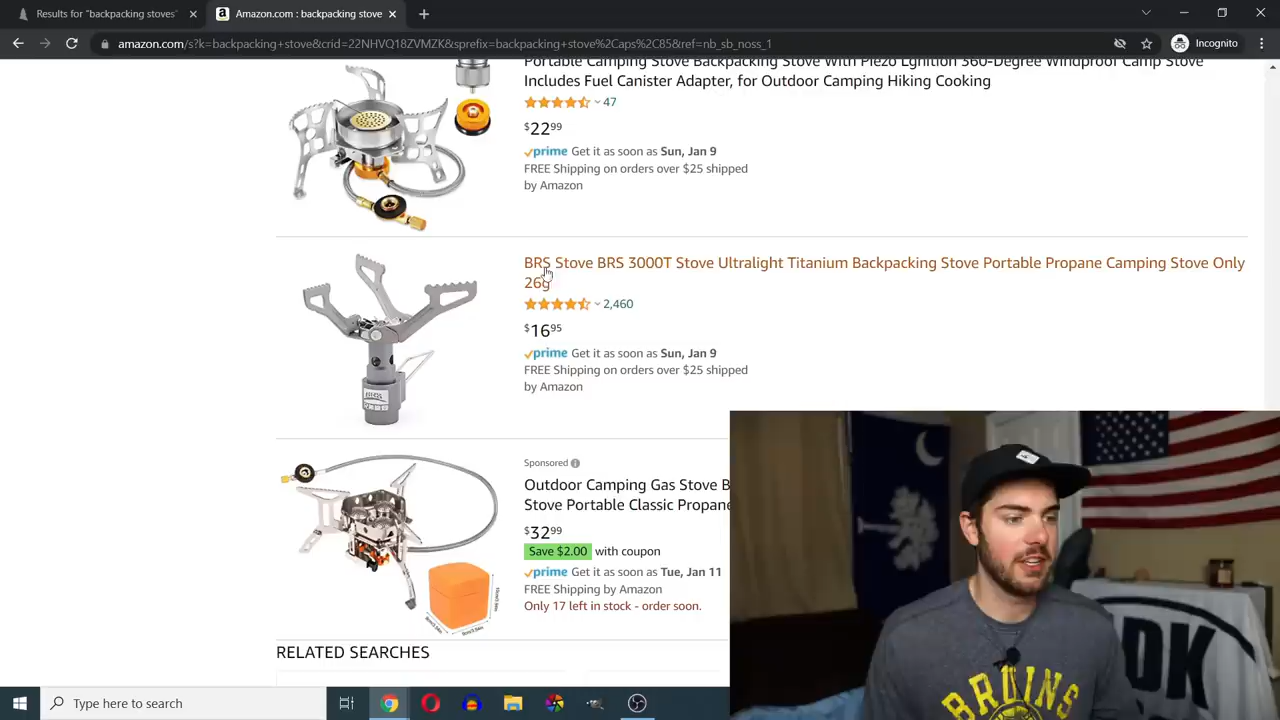 Results for "backpacking stoves"
Amazon.com : backpacking stove
amazon.com/s?k=backpacking+stove&crid=22NHVQ18ZVMZK&sprefix=backpacking+stove%2Caps%2C85&ref=nb_sb_noss_1
Incognito
Portable Camping Stove Backpacking Stove With Piezo Lgnition 360-Degree Windproof Camp Stove
Includes Fuel Canister Adapter, for Outdoor Camping Hiking Cooking
47
$22.99
prime Get it as soon as Sun, Jan 9
FREE Shipping on orders over $25 shipped
by Amazon
BRS Stove BRS 3000T Stove Ultralight Titanium Backpacking Stove Portable Propane Camping Stove Only
26g
2,460
$16.95
prime Get it as soon as Sun, Jan 9
FREE Shipping on orders over $25 shipped
by Amazon
Sponsored
Outdoor Camping Gas Stove B
Stove Portable Classic Propane
$32.99
Save $2.00 with coupon
prime Get it as soon as Tue, Jan 11
FREE Shipping by Amazon
Only 17 left in stock - order soon.
RELATED SEARCHES
DK
BRUINS
Type here to search